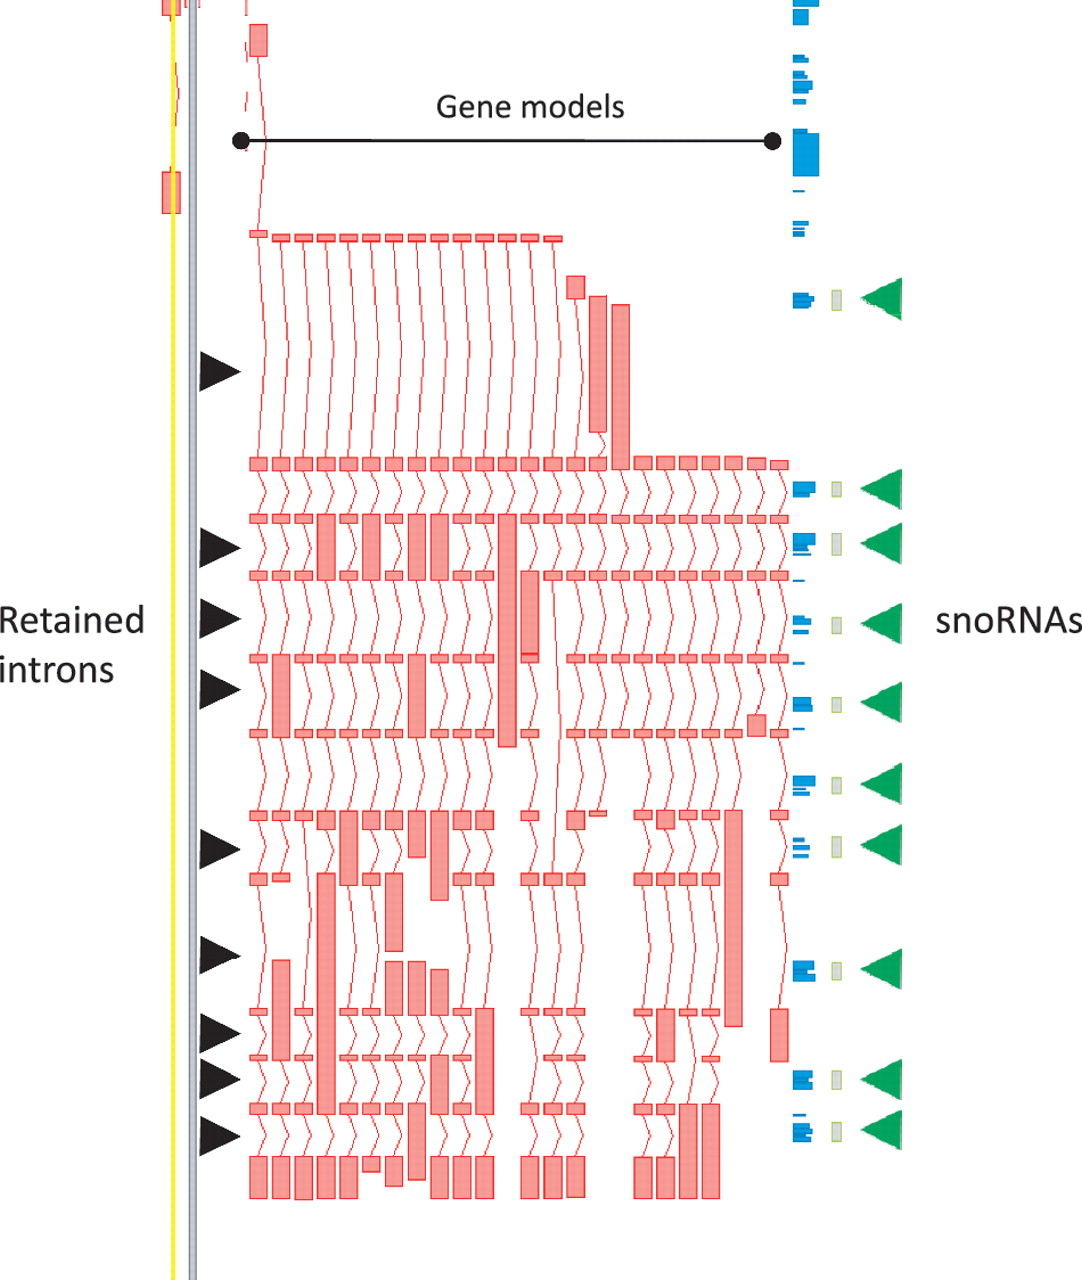 Gene models
Retained
introns
snoRNAs